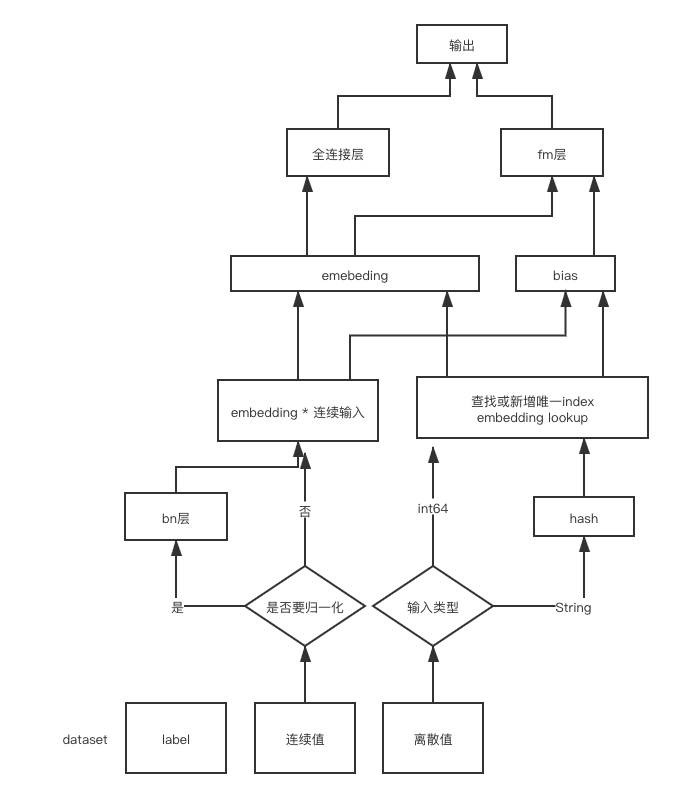 输出
全连接层
fm层
emebeding
bias
embedding * 连续输入
查找或新增唯一index
embedding lookup
bn层
否
int64
hash
是
是否要归一化
输入类型
String
dataset
label
连续值
离散值